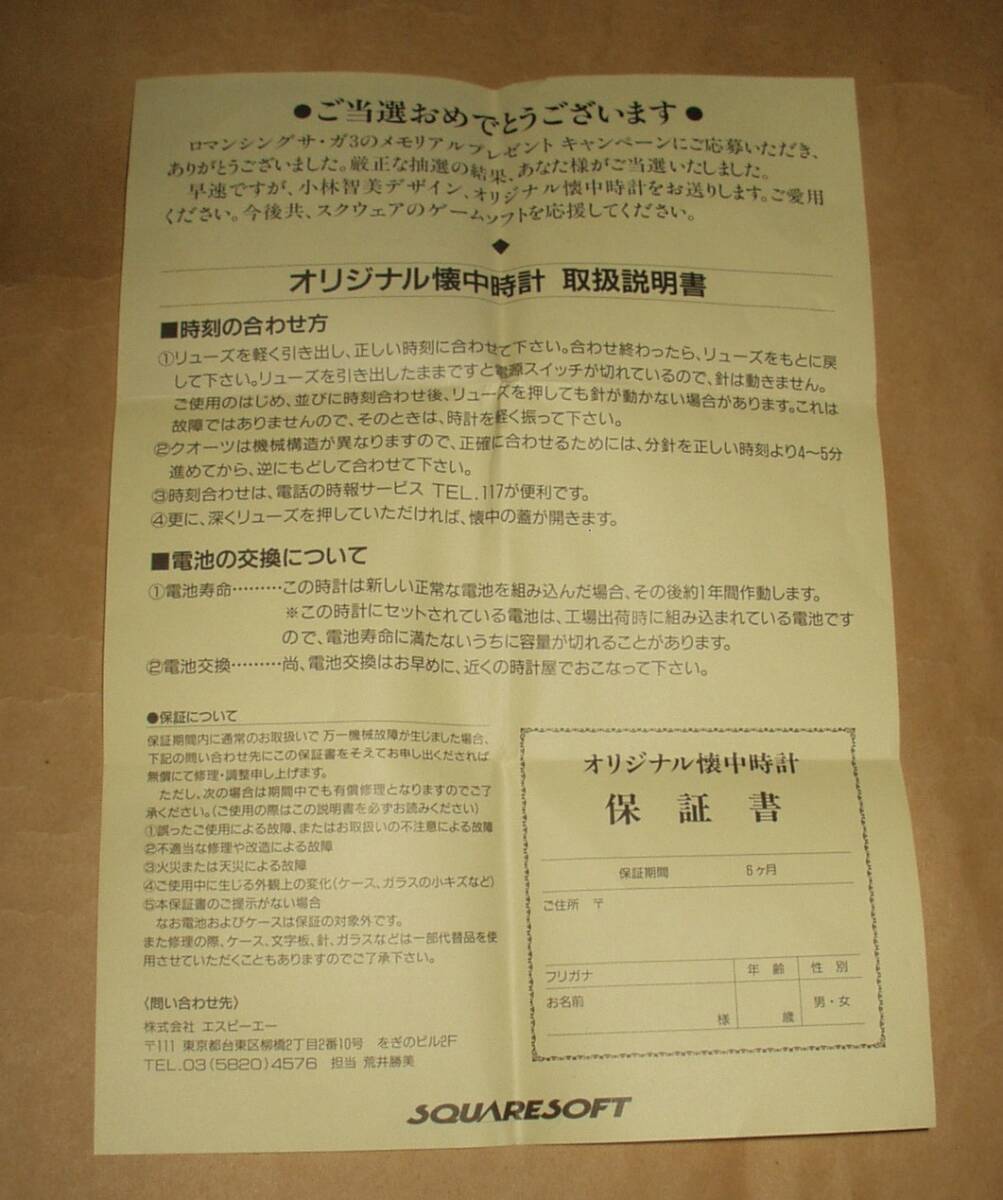 ●ご当選おめでとうございます●
ロマンシングサ・ガ3のメモリアルプレゼントキャンペーンにご応募いただき、
ありがとうございました。厳正な抽選の結果、あなた様がご当選いたしました。
早速ですが、小林智美デザイン、オリジナル懐中時計をお送りします。ご愛用
ください。今後共、スクウェアのゲームソフトを応援してください。
◆
オリジナル懐中時計 取扱説明書
■時刻の合わせ方
①リューズを軽く引き出し、正しい時刻に合わせて下さい。合わせ終わったら、リューズをもとに戻
して下さい。リューズを引き出したままですと電源スイッチが切れているので、針は動きません。
ご使用のはじめ、並びに時刻合わせ後、リューズを押しても針が動かない場合があります。これは
故障ではありませんので、そのときは、時計を軽く振って下さい。
②クオーツは機械構造が異なりますので、正確に合わせるためには、分針を正しい時刻より4〜5分
進めてから、逆にもどして合わせて下さい。
③時刻合わせは、電話の時報サービス TEL.117が便利です。
④更に、深くリューズを押していただければ、懐中の蓋が開きます。
■電池の交換について
①電池寿命………この時計は新しい正常な電池を組み込んだ場合、その後約1年間作動します。
※この時計にセットされている電池は、工場出荷時に組み込まれている電池です
ので、電池寿命に満たないうちに容量が切れることがあります。
②電池交換………尚、電池交換はお早めに、近くの時計屋でおこなって下さい。
●保証について
保証期間内に通常のお取扱いで 万一機械故障が生じました場合、
下記の問い合わせ先にこの保証書をそえてお申し出くだされば
無償にて修理・調整申し上げます。
ただし、次の場合は期間中でも有償修理となりますのでご了
承ください。(ご使用の際はこの説明書を必ずお読みください)
①誤ったご使用による故障、またはお取扱いの不注意による故障
②不適当な修理や改造による故障
③火災または天災による故障
④ご使用中に生じる外観上の変化(ケース、ガラスの小キズなど)
⑤本保証書のご提示がない場合
なお電池およびケースは保証の対象外です。
また修理の際、ケース、文字板、針、ガラスなどは一部代替品を使
用させていただくこともありますのでご了承下さい。
〈問い合わせ先〉
株式会社 エスピーエー
〒111 東京都台東区柳橋2丁目2番10号 をぎのビル2F
TEL.03(5820)4576 担当 荒井勝美
オリジナル懐中時計
保証書
保証期間 6ヶ月
ご住所 〒
フリガナ 年齢 性別
お名前 様 歳 男・女
SQUARESOFT